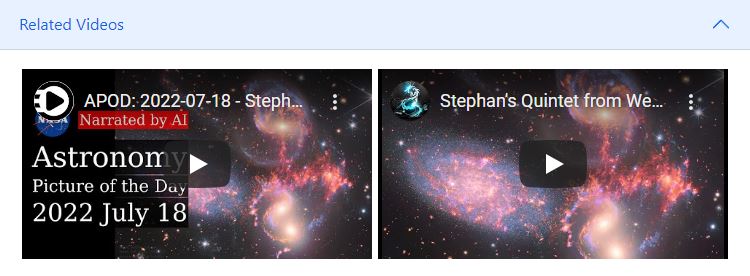 Related Videos
APOD: 2022-07-18 - Steph...
Narrated by AI
Astronomy
Picture of the Day
2022 July 18
Stephan's Quintet from We...